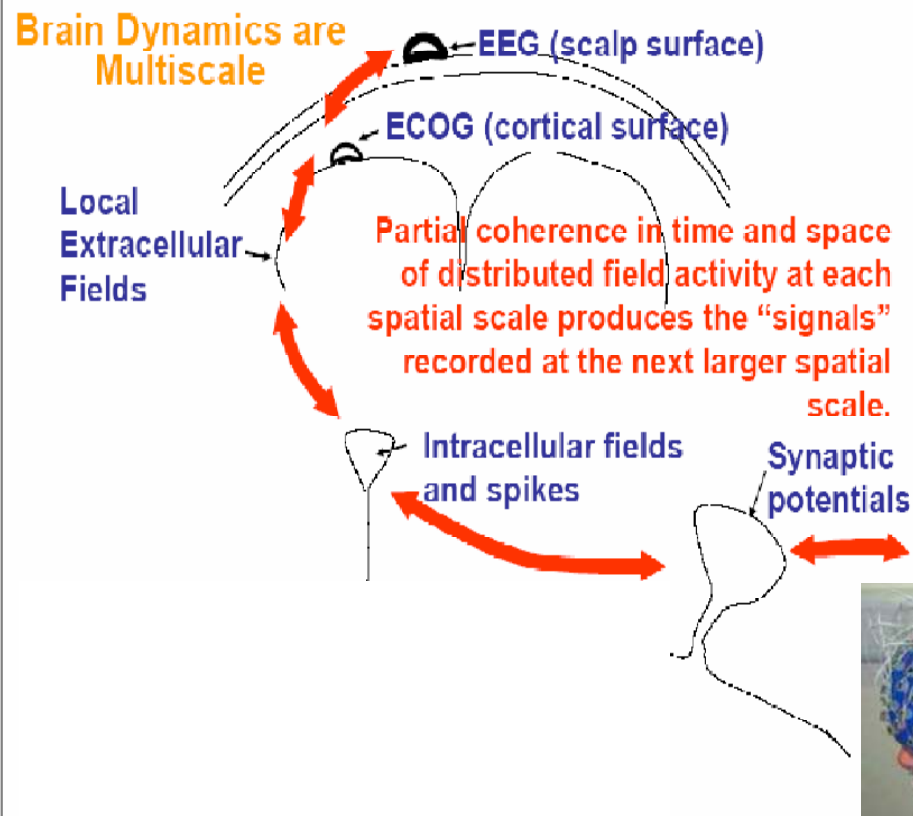 Brain Dynamics are
Multiscale
EEG (scalp surface)
ECOG (cortical surface)
Local
Extracellular
Fields
Partial coherence in time and space
of distributed field activity at each
spatial scale produces the “signals”
recorded at the next larger spatial
scale.
Intracellular fields
and spikes
Synaptic
potentials